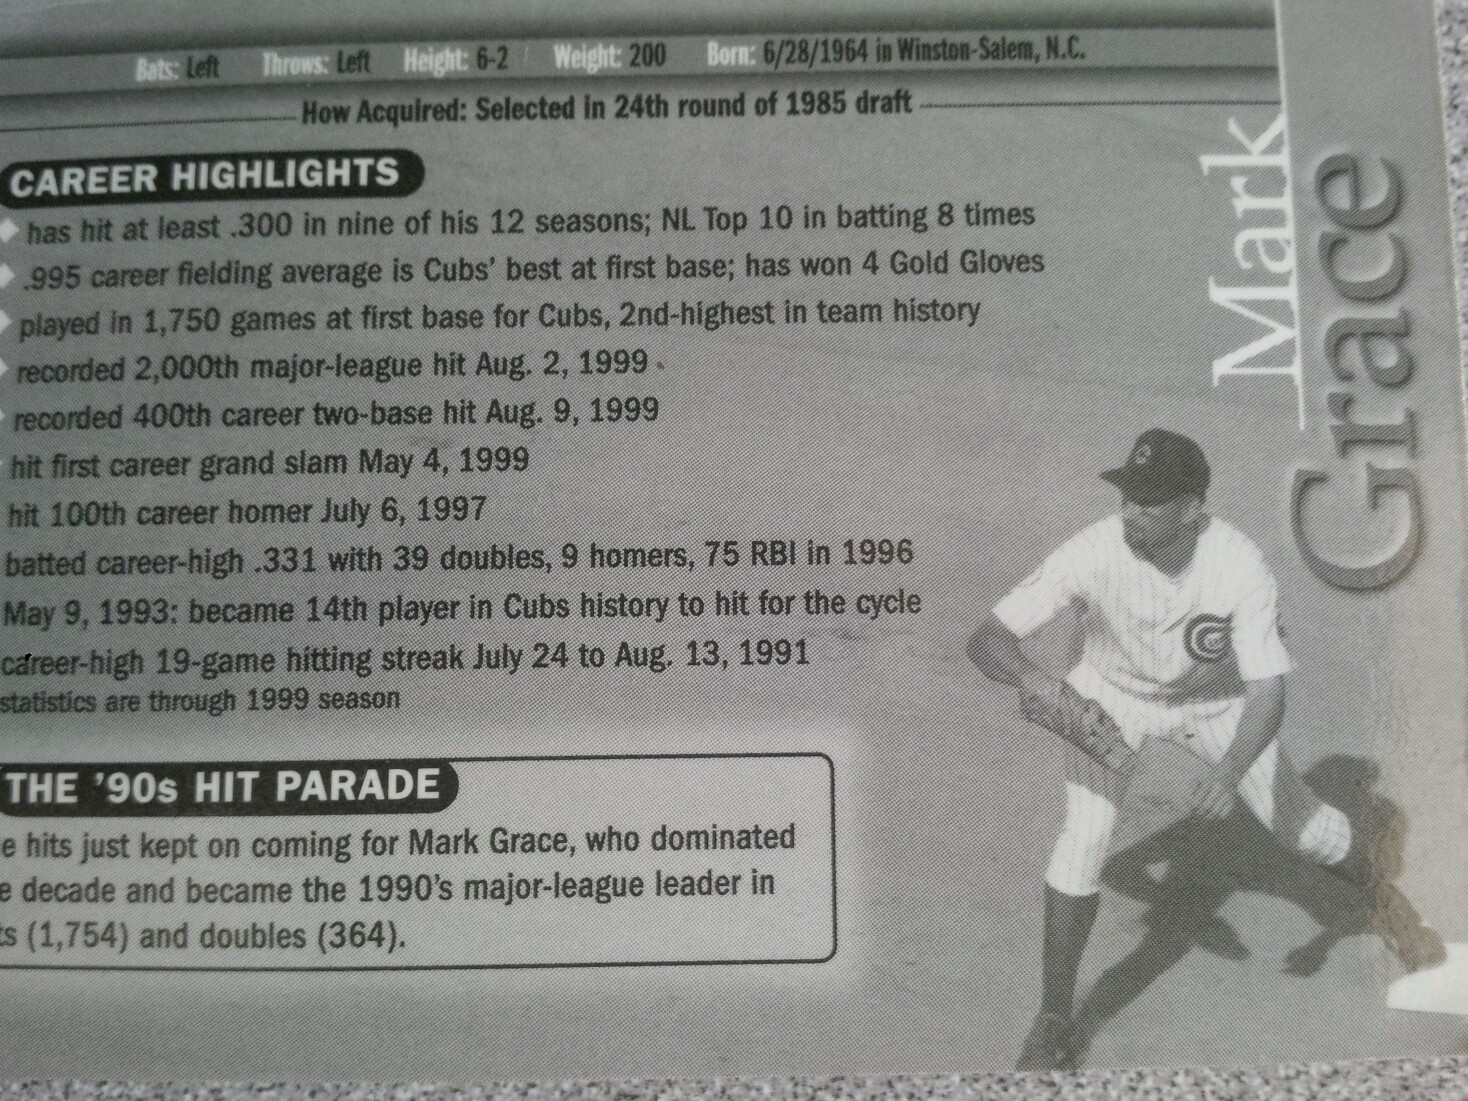 Bats: Left Throws: Left Height: 6-2 Weight: 200 Born: 6/28/1964 in Winston-Salem, N.C.
How Acquired: Selected in 24th round of 1985 draft
Mark
Grace
CAREER HIGHLIGHTS
has hit at least .300 in nine of his 12 seasons; NL Top 10 in batting 8 times
.995 career fielding average is Cubs' best at first base; has won 4 Gold Gloves
played in 1,750 games at first base for Cubs, 2nd-highest in team history
recorded 2,000th major-league hit Aug. 2, 1999
recorded 400th career two-base hit Aug. 9, 1999
hit first career grand slam May 4, 1999
hit 100th career homer July 6, 1997
batted career-high .331 with 39 doubles, 9 homers, 75 RBI in 1996
May 9, 1993: became 14th player in Cubs history to hit for the cycle
career-high 19-game hitting streak July 24 to Aug. 13, 1991
statistics are through 1999 season
THE '90s HIT PARADE
e hits just kept on coming for Mark Grace, who dominated
e decade and became the 1990's major-league leader in
ts (1,754) and doubles (364).